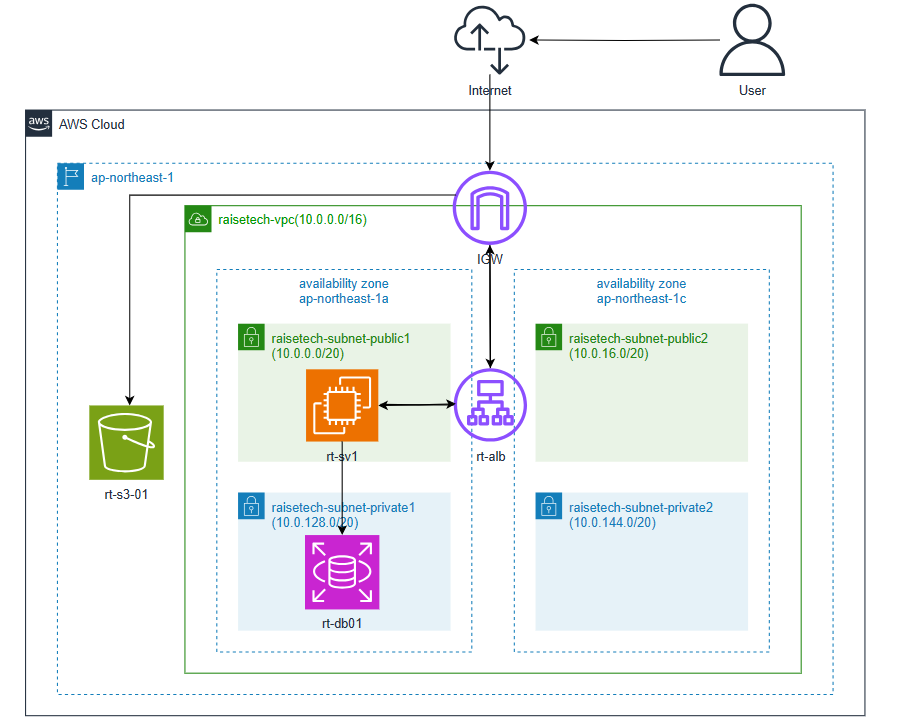 Internet
User
aws
AWS Cloud
ap-northeast-1
raisetech-vpc(10.0.0.0/16)
IGW
availability zone
ap-northeast-1a
availability zone
ap-northeast-1c
raisetech-subnet-public1
(10.0.0.0/20)
raisetech-subnet-public2
(10.0.16.0/20)
rt-sv1
rt-alb
rt-s3-01
raisetech-subnet-private1
(10.0.128.0/20)
raisetech-subnet-private2
(10.0.144.0/20)
rt-db01